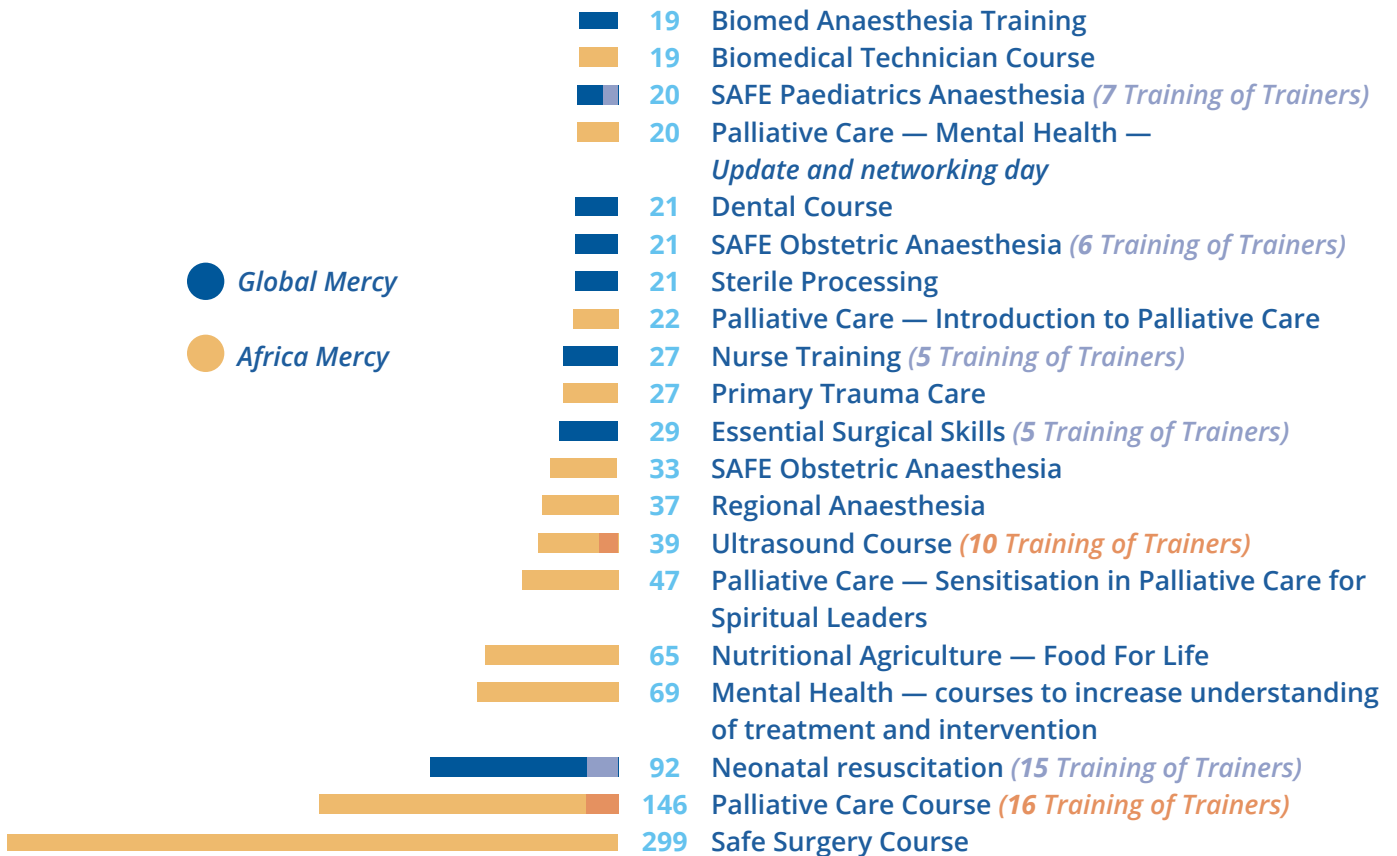 19 Biomed Anaesthesia Training
19 Biomedical Technician Course
20 SAFE Paediatrics Anaesthesia (7 Training of Trainers)
20 Palliative Care — Mental Health —
Update and networking day
21 Dental Course
21 SAFE Obstetric Anaesthesia (6 Training of Trainers)
Global Mercy
21 Sterile Processing
22 Palliative Care — Introduction to Palliative Care
Africa Mercy
27 Nurse Training (5 Training of Trainers)
27 Primary Trauma Care
29 Essential Surgical Skills (5 Training of Trainers)
33 SAFE Obstetric Anaesthesia
37 Regional Anaesthesia
39 Ultrasound Course (10 Training of Trainers)
47 Palliative Care — Sensitisation in Palliative Care for
Spiritual Leaders
65 Nutritional Agriculture — Food For Life
69 Mental Health — courses to increase understanding
of treatment and intervention
92 Neonatal resuscitation (15 Training of Trainers)
146 Palliative Care Course (16 Training of Trainers)
299 Safe Surgery Course